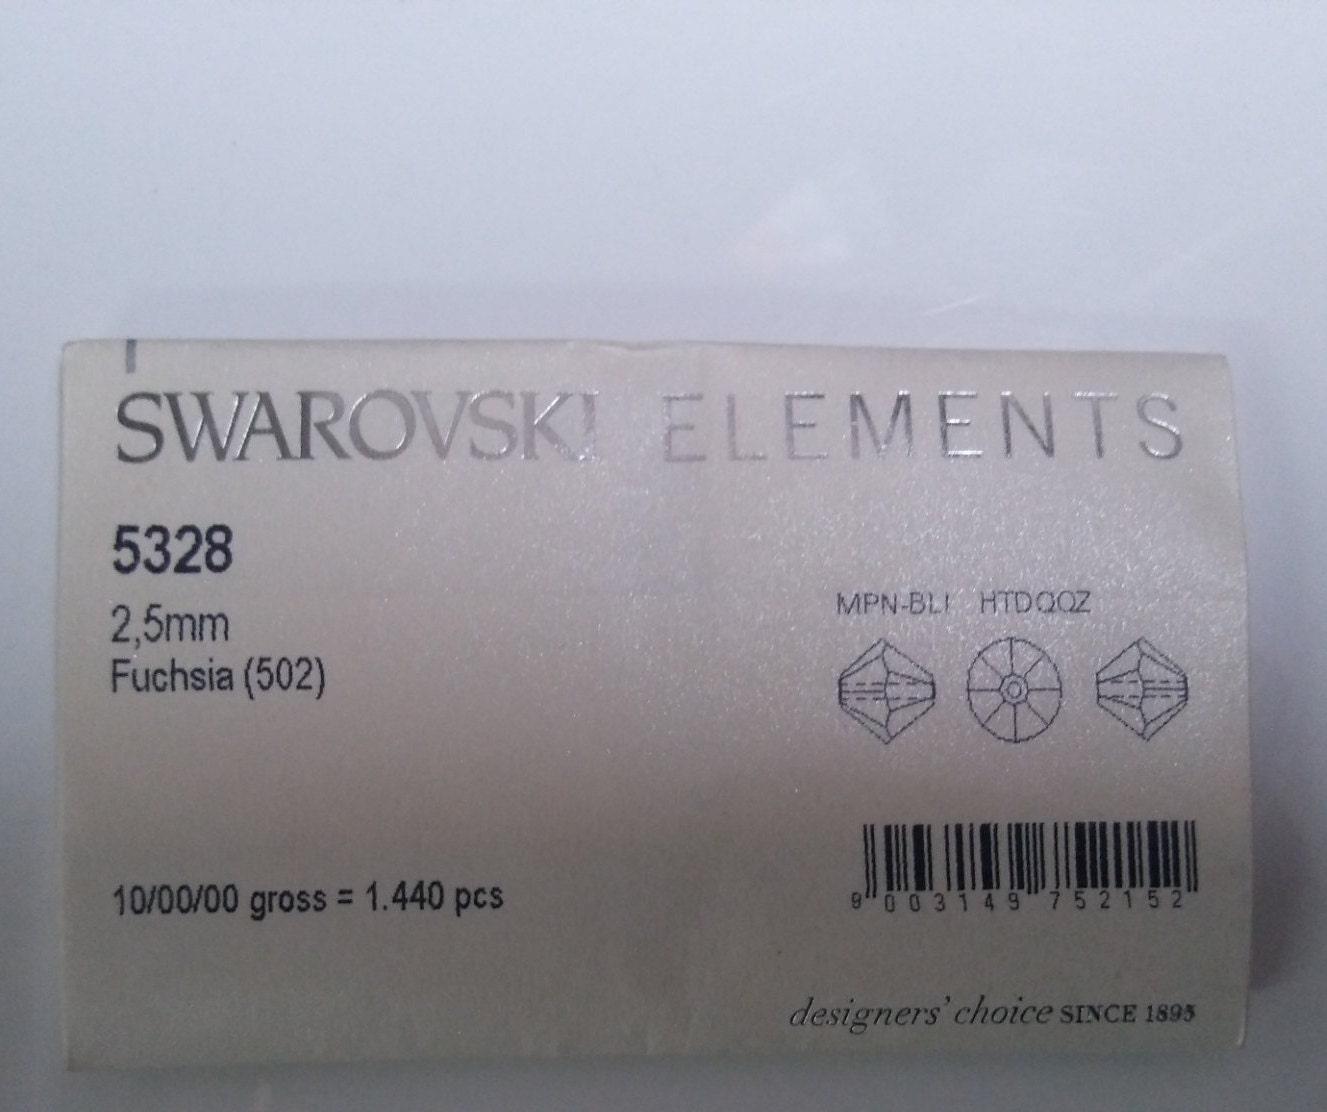 SWAROVSKI ELEMENTS
5328
2,5mm
Fuchsia (502)
MPN-BLI HTDQQZ
10/00/00 gross = 1.440 pcs
9 003149 752152
designers' choice SINCE 1895